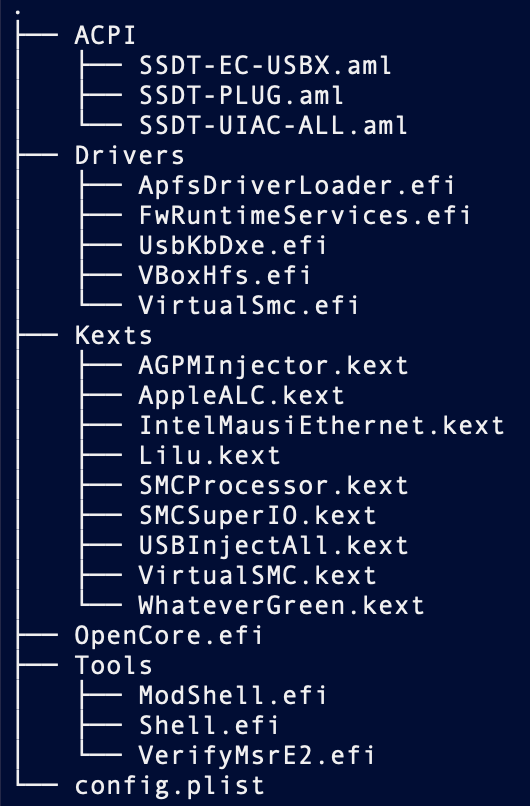 .
├── ACPI
│   ├── SSDT-EC-USBX.aml
│   ├── SSDT-PLUG.aml
│   └── SSDT-UIAC-ALL.aml
├── Drivers
│   ├── ApfsDriverLoader.efi
│   ├── FwRuntimeServices.efi
│   ├── UsbKbDxe.efi
│   ├── VBoxHfs.efi
│   └── VirtualSmc.efi
├── Kexts
│   ├── AGPMInjector.kext
│   ├── AppleALC.kext
│   ├── IntelMausiEthernet.kext
│   ├── Lilu.kext
│   ├── SMCProcessor.kext
│   ├── SMCSuperIO.kext
│   ├── USBInjectAll.kext
│   ├── VirtualSMC.kext
│   └── WhateverGreen.kext
├── OpenCore.efi
├── Tools
│   ├── ModShell.efi
│   ├── Shell.efi
│   └── VerifyMsrE2.efi
└── config.plist